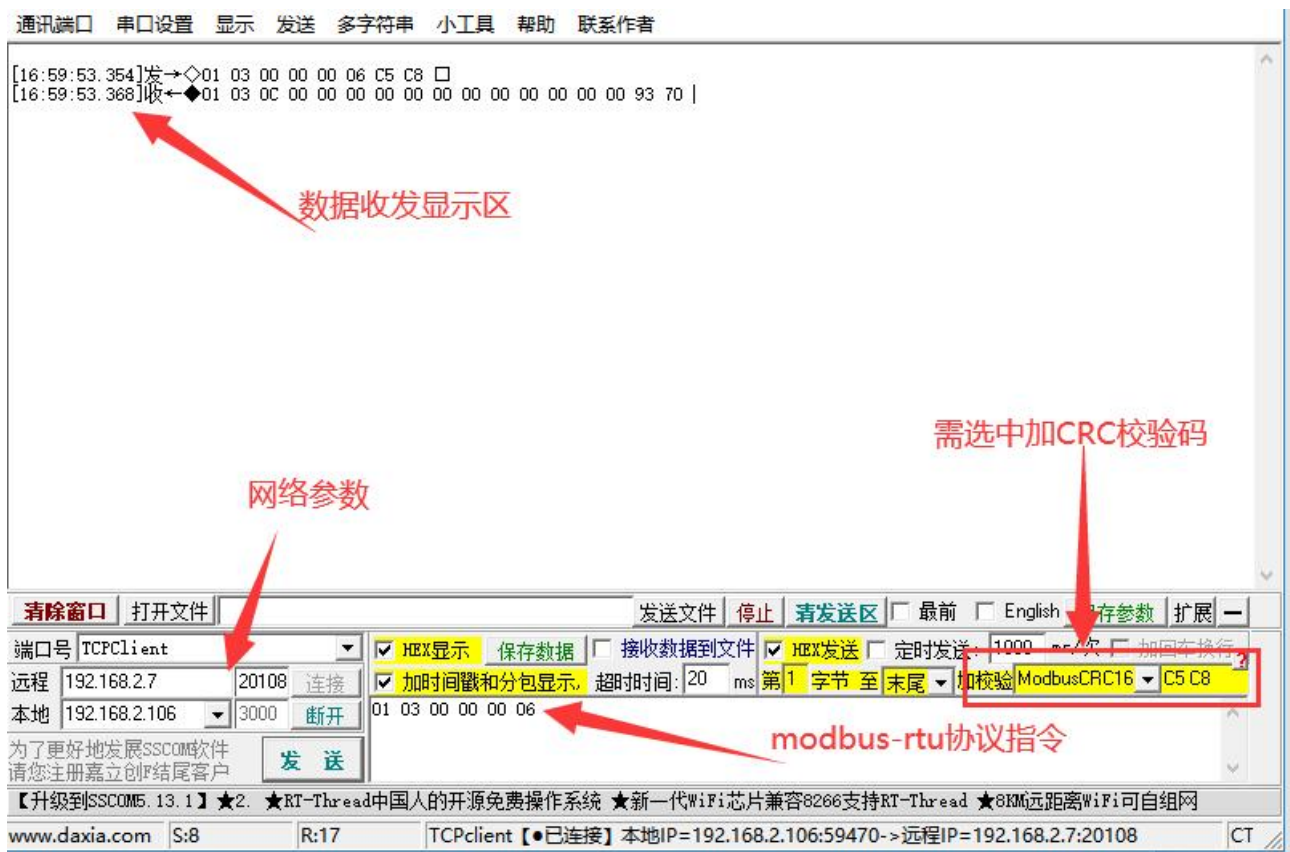 通讯端口 串口设置 显示 发送 多字符串 小工具 帮助 联系作者
[16:59:53.354]发→◇01 03 00 00 00 06 C5 C8 □
[16:59:53.368]收←◆01 03 0C 00 00 00 00 00 00 00 00 00 00 00 00 93 70
数据收发显示区
需选中加CRC校验码
网络参数
清除窗口 打开文件 发送文件 停止 清发送区 最前 English 存参数 扩展 —
端口号 TCPClient HEX显示 保存数据 接收数据到文件 HEX发送 定时发送: 1000 ms/次 加回车换行
远程 192.168.2.7 20108 连接 加时间戳和分包显示, 超时时间: 20 ms 第 1 字节 至 末尾 加校验 ModbusCRC16 C5 C8 ?
本地 192.168.2.106 3000 断开 01 03 00 00 00 06
modbus-rtu协议指令
为了更好地发展SSCOM软件
请您注册嘉立创F结尾客户
发 送
【升级到SSCOM5.13.1】★2. ★RT-Thread中国人的开源免费操作系统 ★新一代WiFi芯片兼容8266支持RT-Thread ★8KM远距离WiFi可自组网
www.daxia.com S:8 R:17 TCPclient【●已连接】本地IP=192.168.2.106:59470->远程IP=192.168.2.7:20108 CT